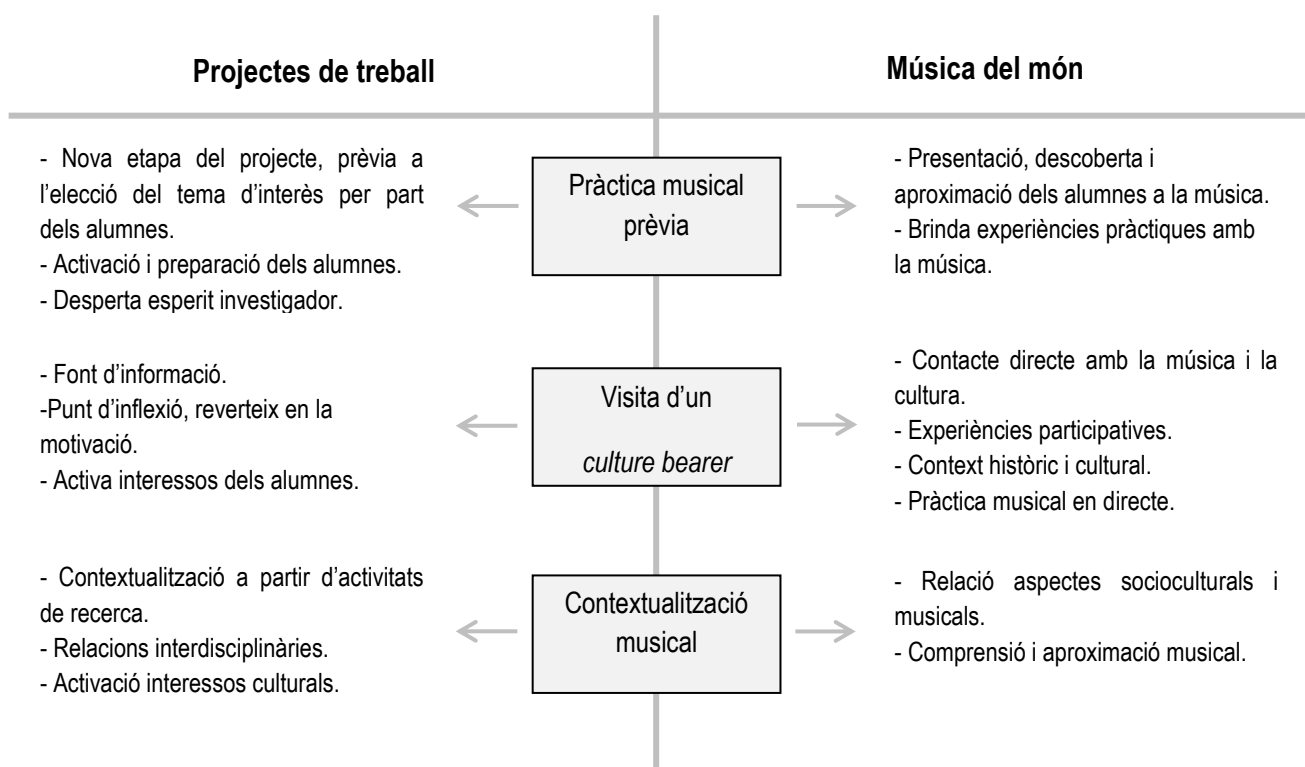 Projectes de treball
Música del món
- Nova etapa del projecte, prèvia a
l’elecció del tema d’interès per part
dels alumnes.
- Activació i preparació dels alumnes.
- Desperta esperit investigador.
Pràctica musical
prèvia
- Presentació, descoberta i
aproximació dels alumnes a la música.
- Brinda experiències pràctiques amb
la música.
- Font d’informació.
-Punt d’inflexió, reverteix en la
motivació.
- Activa interessos dels alumnes.
Visita d’un
culture bearer
- Contacte directe amb la música i la
cultura.
- Experiències participatives.
- Context històric i cultural.
- Pràctica musical en directe.
- Contextualització a partir d’activitats
de recerca.
- Relacions interdisciplinàries.
- Activació interessos culturals.
Contextualització
musical
- Relació aspectes socioculturals i
musicals.
- Comprensió i aproximació musical.